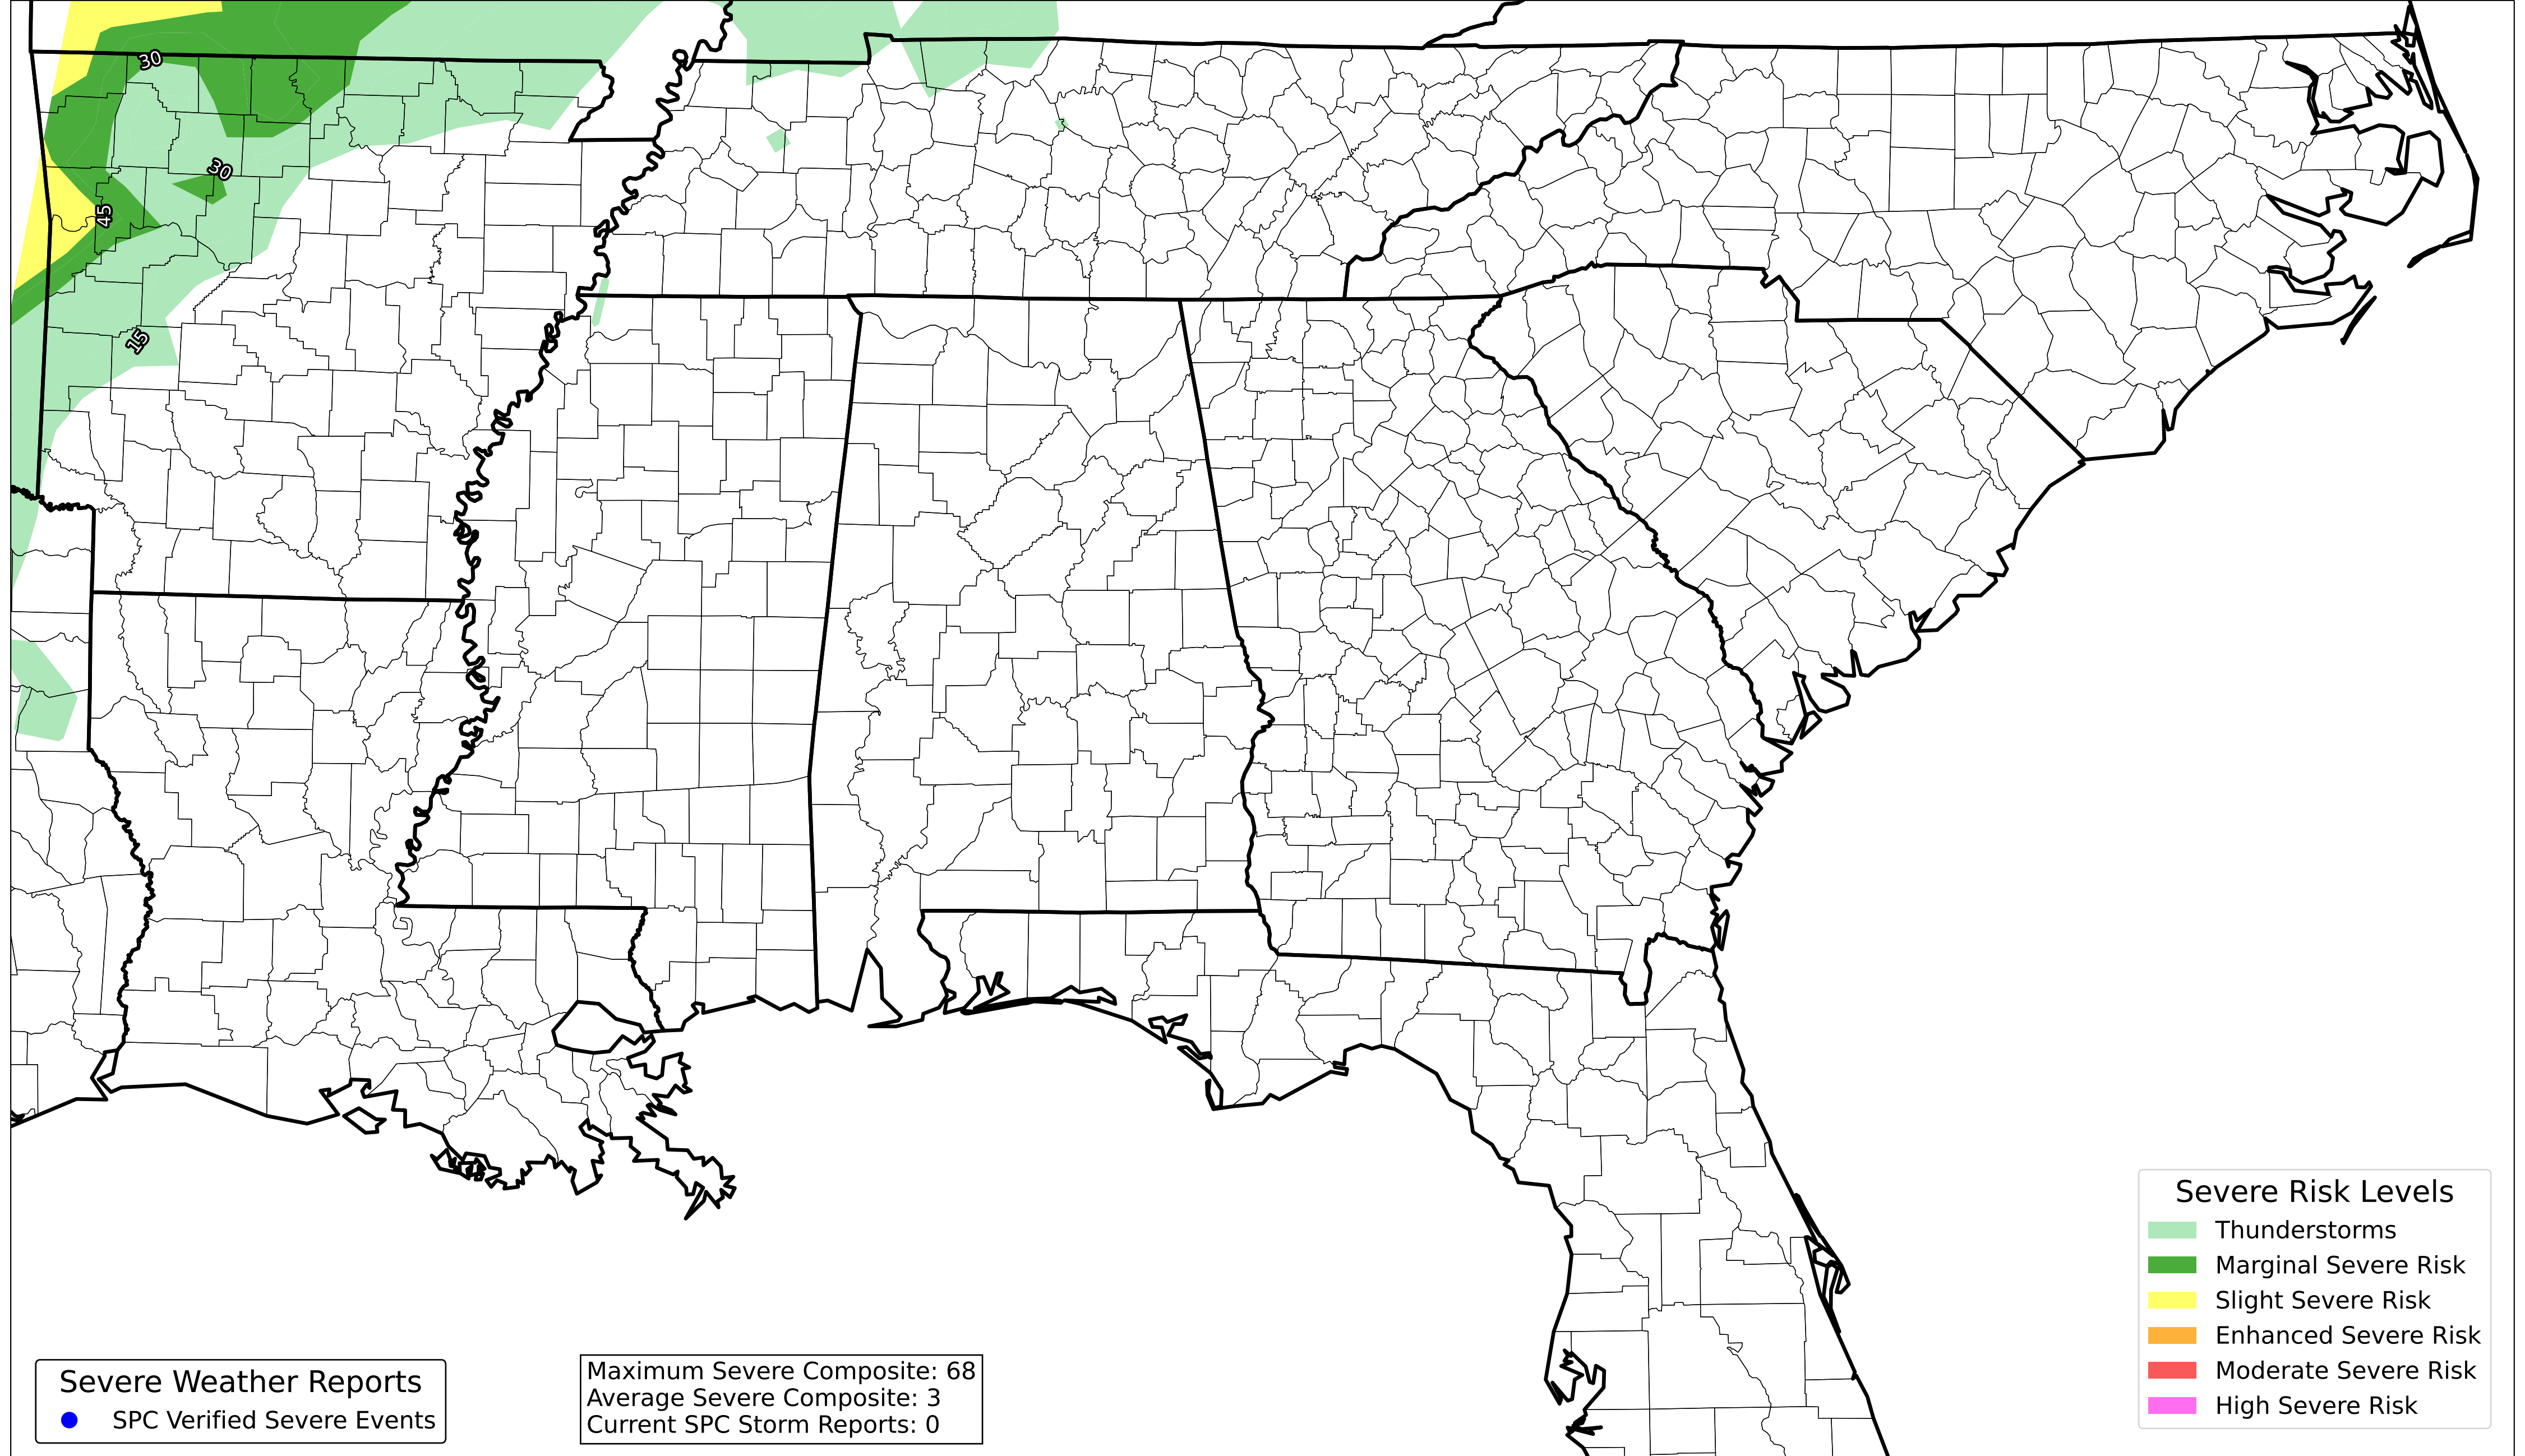 30
30
45
15
Severe Risk Levels
Thunderstorms
Marginal Severe Risk
Slight Severe Risk
Enhanced Severe Risk
Moderate Severe Risk
High Severe Risk
Severe Weather Reports
SPC Verified Severe Events
Maximum Severe Composite: 68
Average Severe Composite: 3
Current SPC Storm Reports: 0